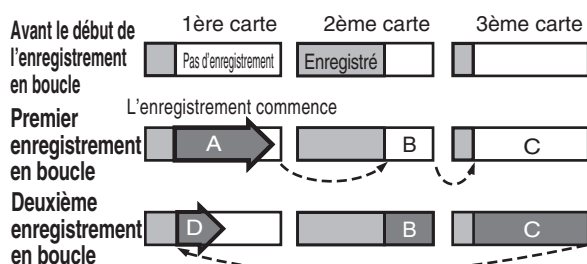 1ère carte 2ème carte 3ème carte
Avant le début de
l'enregistrement
en boucle
Pas d'enregistrement Enregistré
L'enregistrement commence
Premier
enregistrement
en boucle
A B C
Deuxième
enregistrement
en boucle
D B C